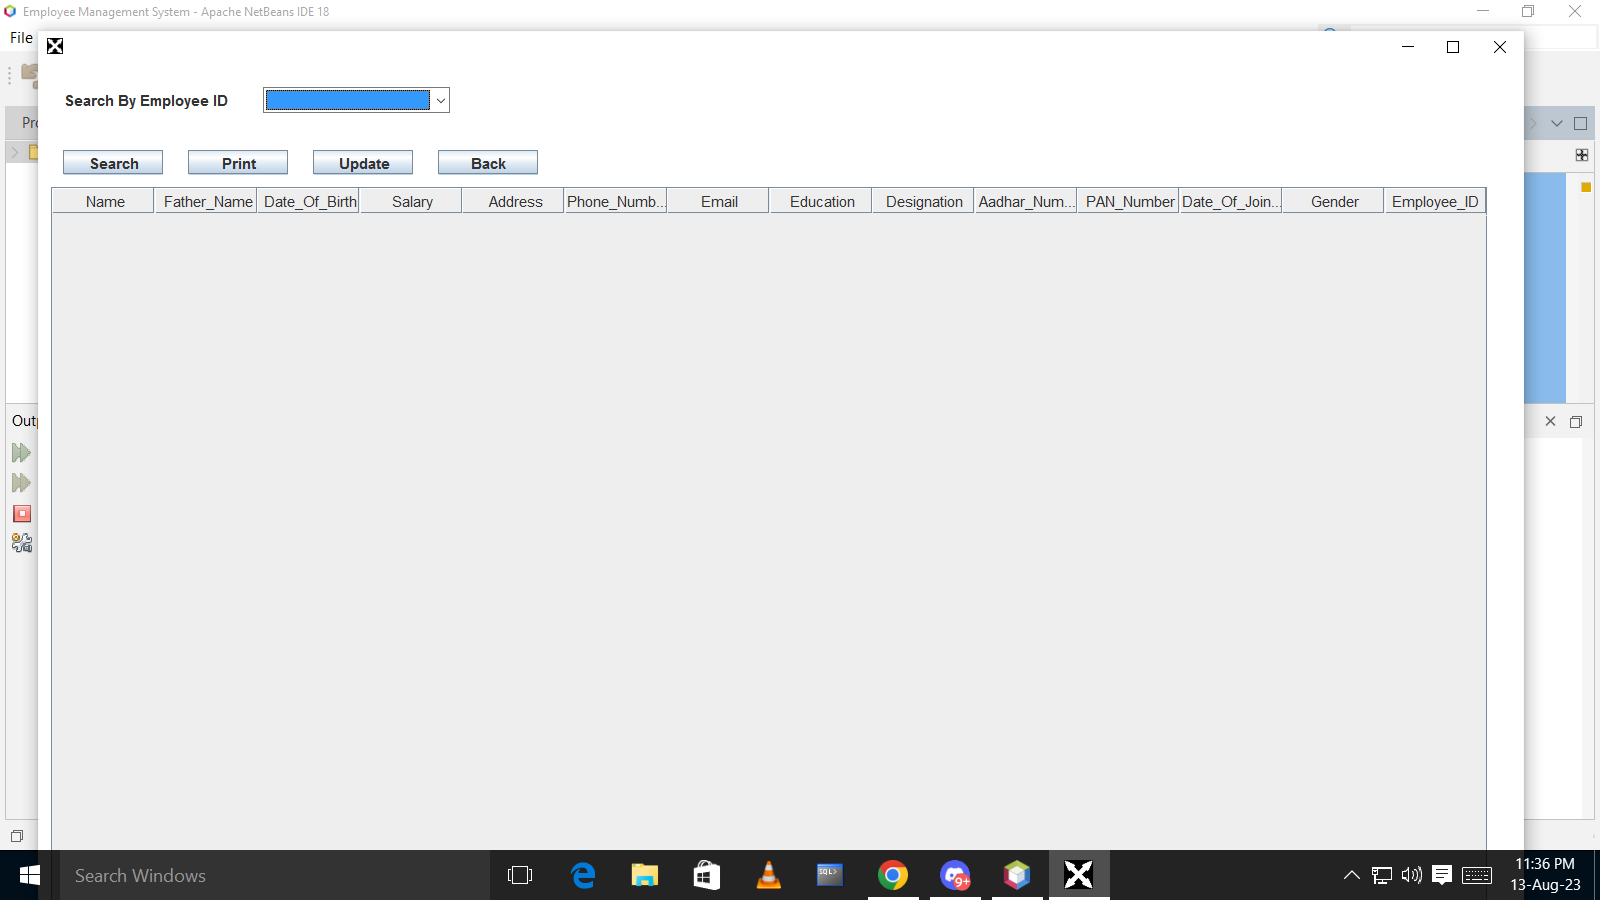 Employee Management System - Apache NetBeans IDE 18
File
Search By Employee ID
Search Print Update Back
Name Father_Name Date_Of_Birth Salary Address Phone_Numb... Email Education Designation Aadhar_Num... PAN_Number Date_Of_Join... Gender Employee_ID
SQL>
9+
Search Windows
11:36 PM
13-Aug-23